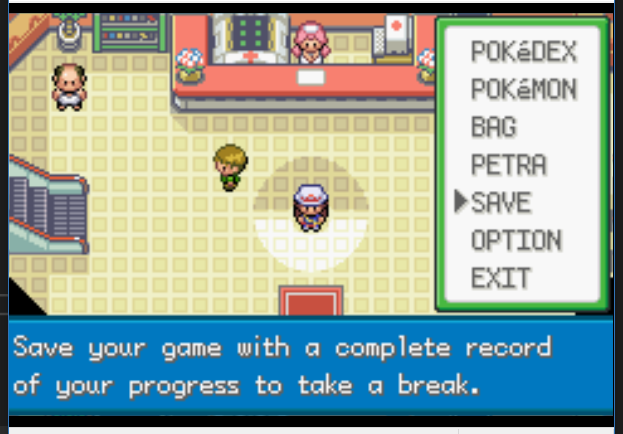 POKéDEX
POKéMON
BAG
PETRA
SAVE
OPTION
EXIT
Save your game with a complete record
of your progress to take a break.